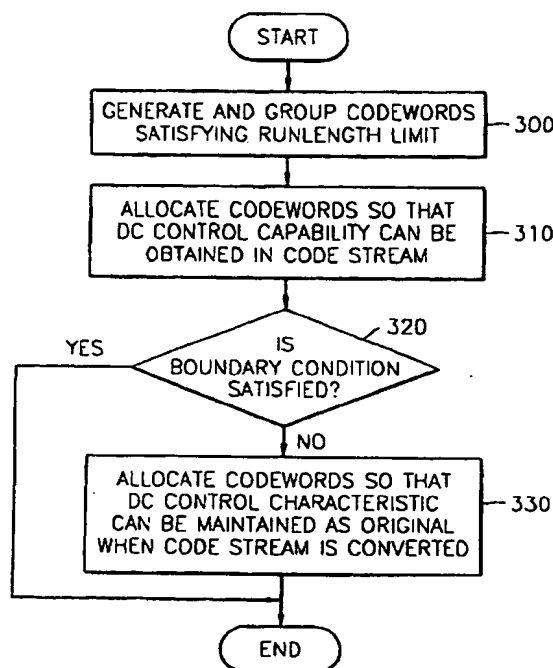 START
GENERATE AND GROUP CODEWORDS
SATISFYING RUNLENGTH LIMIT
300
ALLOCATE CODEWORDS SO THAT
DC CONTROL CAPABILITY CAN BE
OBTAINED IN CODE STREAM
310
320
YES
IS
BOUNDARY CONDITION
SATISFIED?
NO
ALLOCATE CODEWORDS SO THAT
DC CONTROL CHARACTERISTIC
CAN BE MAINTAINED AS ORIGINAL
WHEN CODE STREAM IS CONVERTED
330
END